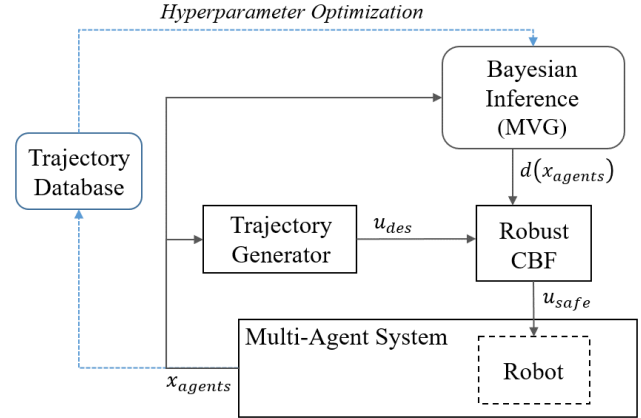 Hyperparameter Optimization
Bayesian
Inference
(MVG)
Trajectory
Database
d(x_agents)
Trajectory
Generator
u_des
Robust
CBF
u_safe
Multi-Agent System
Robot
x_agents